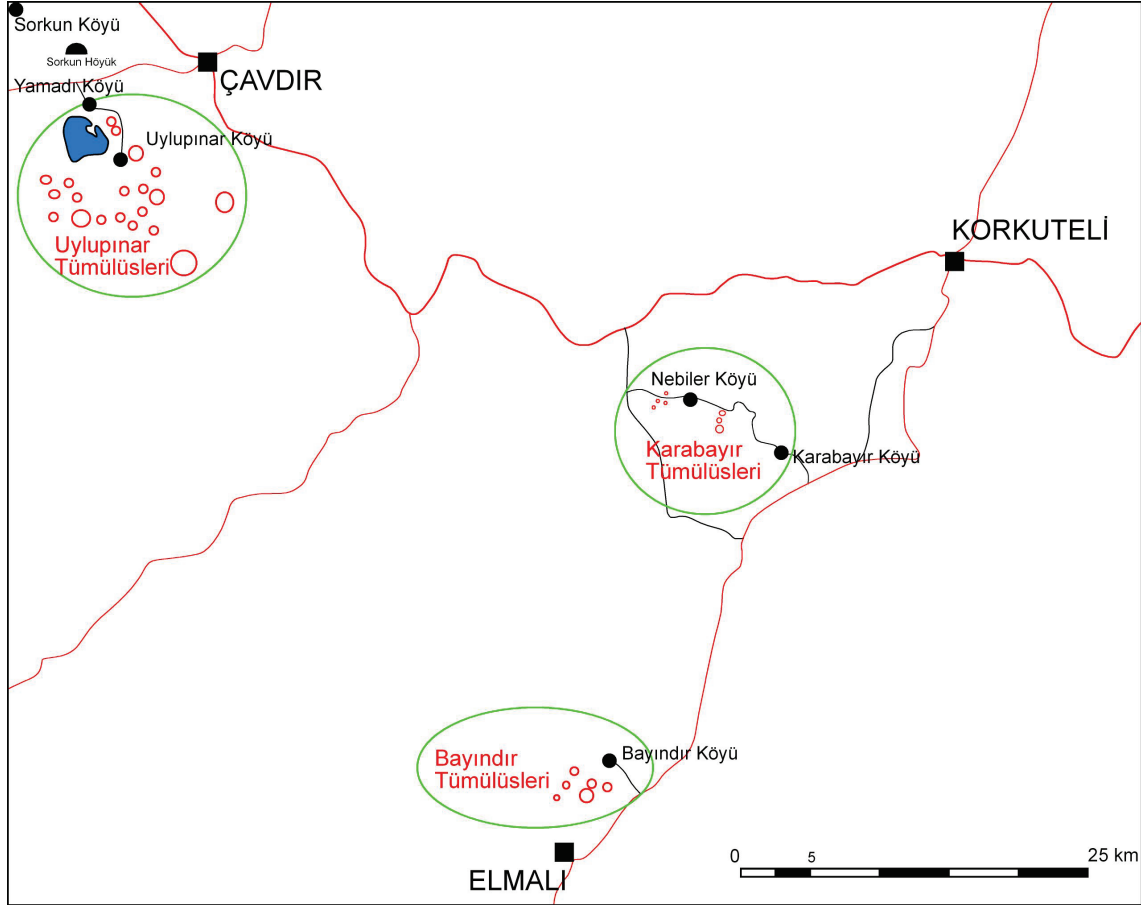 Sorkun Köyü
Sorkun Höyük
ÇAVDIR
Yamadı Köyü
Uylupınar Köyü
Uylupınar
Tümülüsleri
KORKUTELİ
Nebiler Köyü
Karabayır
Tümülüsleri
Karabayır Köyü
Bayındır Köyü
Bayındır
Tümülüsleri
ELMALI
0 5 25 km